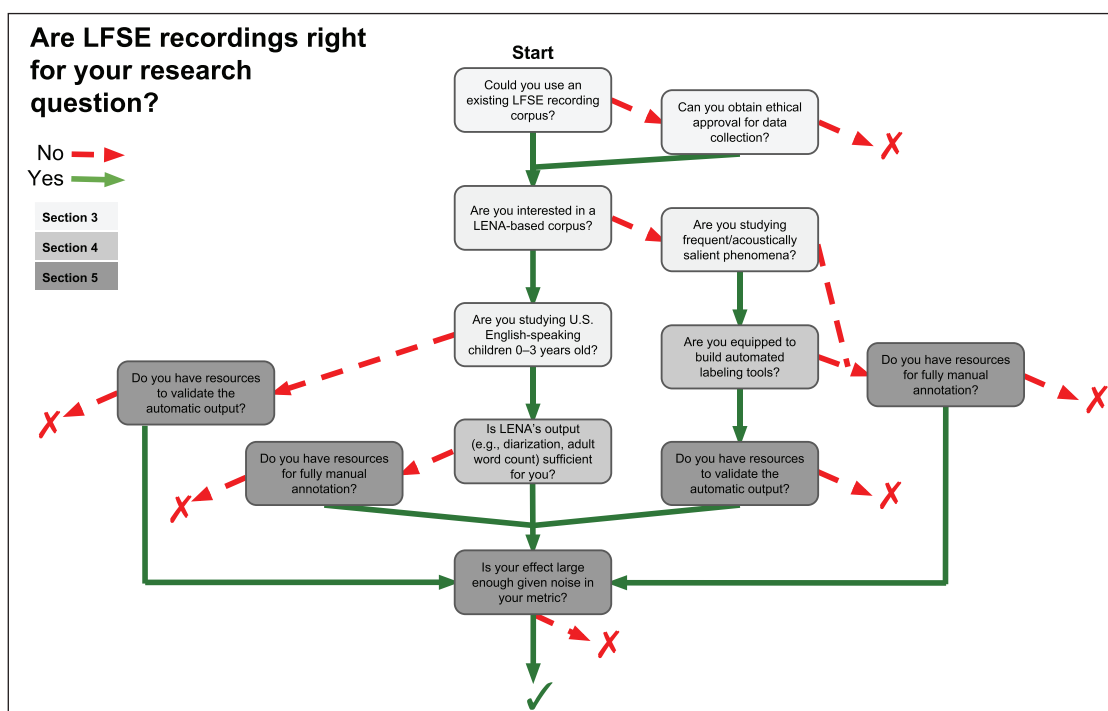 Are LFSE recordings right
for your research
question?
No
Yes
Section 3
Section 4
Section 5
Start
Could you use an
existing LFSE recording
corpus?
Can you obtain ethical
approval for data
collection?
✗
Are you interested in a
LENA-based corpus?
Are you studying
frequent/acoustically
salient phenomena?
Are you studying U.S.
English-speaking
children 0–3 years old?
Are you equipped to
build automated
labeling tools?
Do you have resources
for fully manual
annotation?
✗
Do you have resources
to validate the
automatic output?
✗
Is LENA's output
(e.g., diarization, adult
word count) sufficient
for you?
Do you have resources
for fully manual
annotation?
✗
Do you have resources
to validate the
automatic output?
✗
Is your effect large
enough given noise in
your metric?
✗
✓